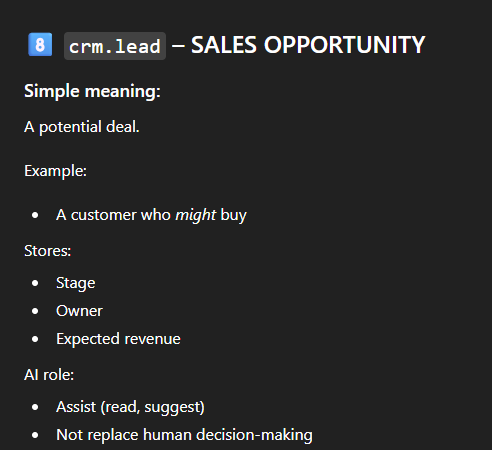 8 crm.lead – SALES OPPORTUNITY
Simple meaning:
A potential deal.
Example:
• A customer who might buy
Stores:
• Stage
• Owner
• Expected revenue
AI role:
• Assist (read, suggest)
• Not replace human decision-making